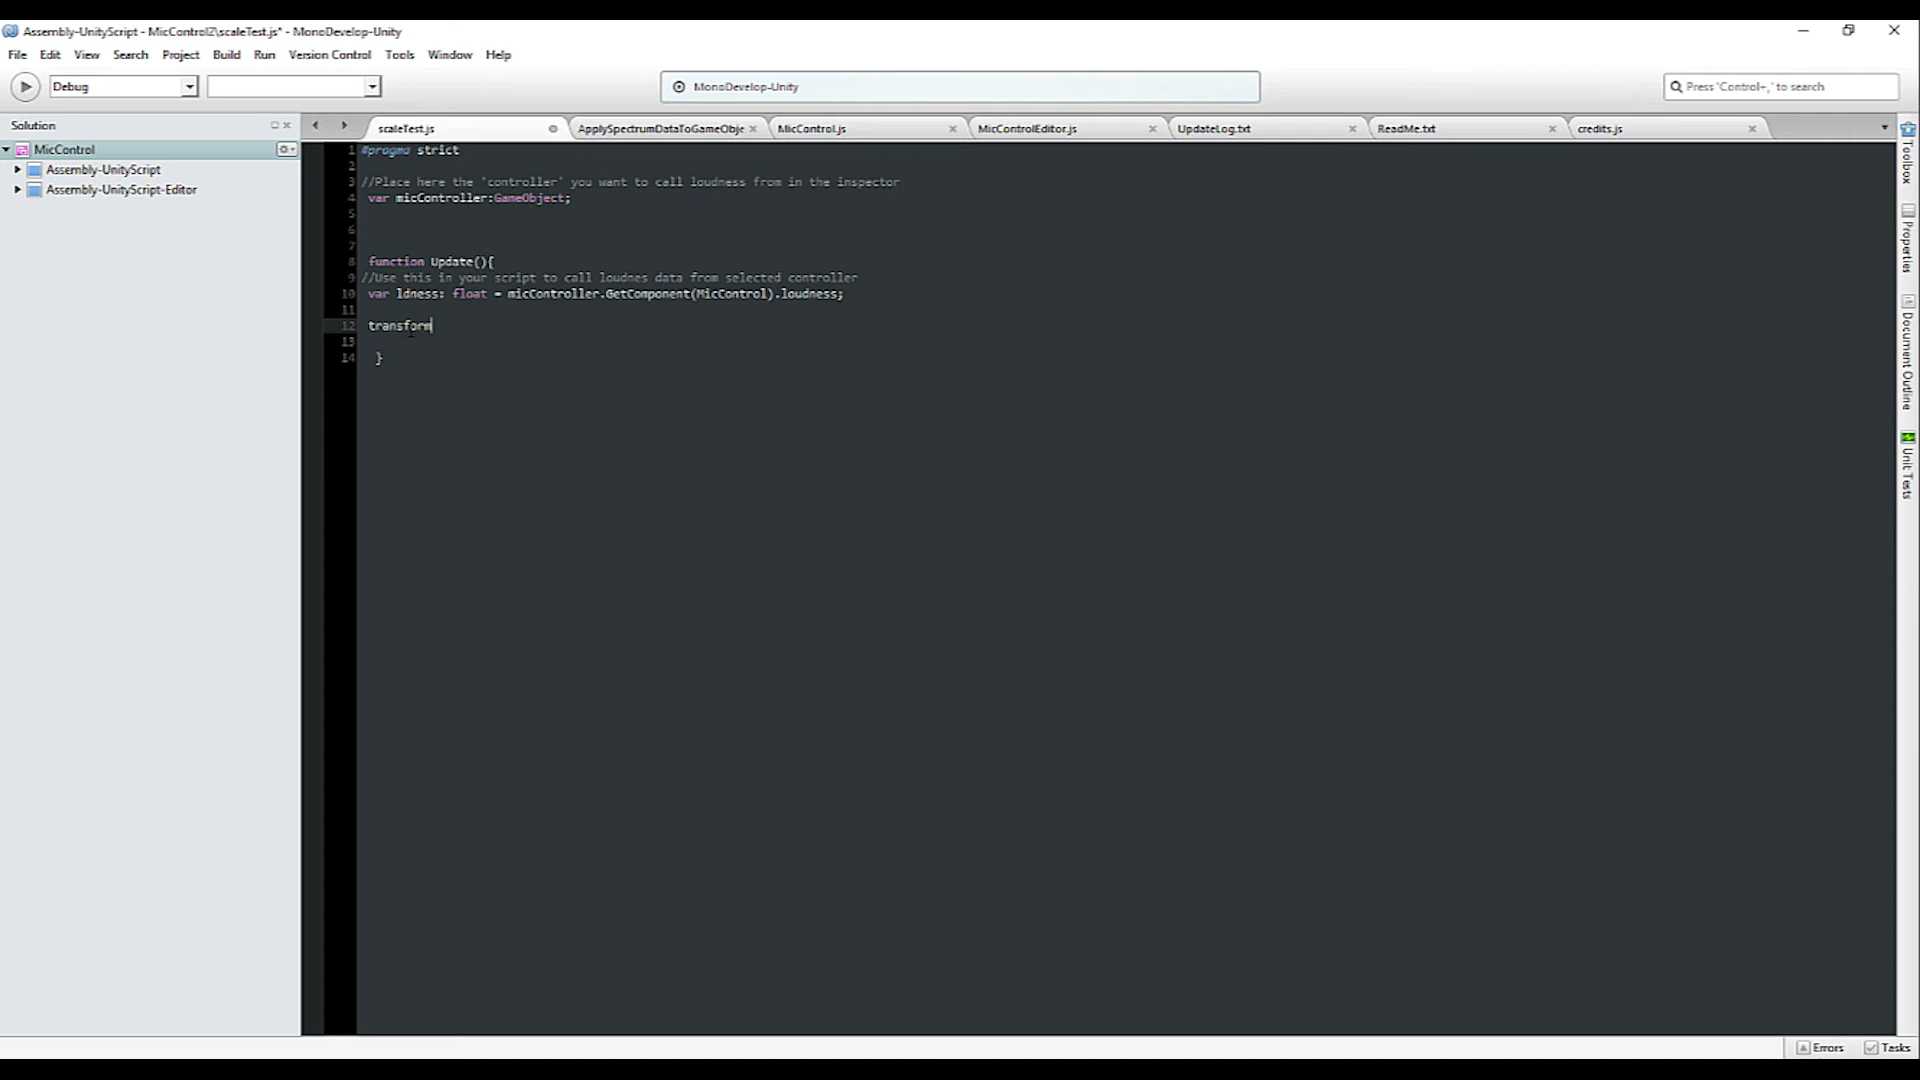 Assembly-UnityScript - MicControl2\scaleTest.js* - MonoDevelop-Unity
File Edit View Search Project Build Run Version Control Tools Window Help
Debug
MonoDevelop-Unity
Press 'Control+,' to search
Solution
scaleTest.js
ApplySpectrumDataToGameObje
MicControl.js
MicControlEditor.js
UpdateLog.txt
ReadMe.txt
credits.js
MicControl
Assembly-UnityScript
Assembly-UnityScript-Editor
1 #pragma strict
2
3 //Place here the 'controller' you want to call loudness from in the inspector
4 var micController:GameObject;
5
6
7
8 function Update(){
9 //Use this in your script to call loudnes data from selected controller
10 var ldness: float = micController.GetComponent(MicControl).loudness;
11
12 transform
13
14 }
Toolbox
Properties
Document Outline
Unit Tests
Errors Tasks